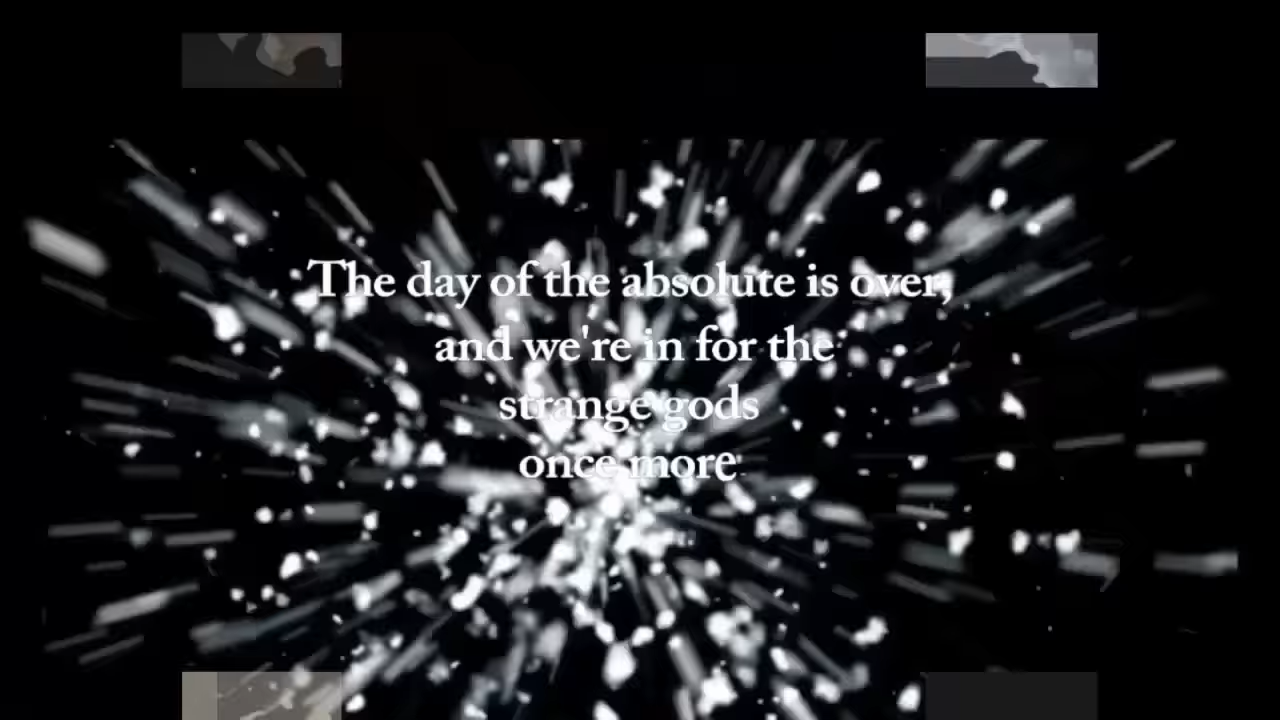 The day of the absolute is over,
and we're in for the
strange gods
once more